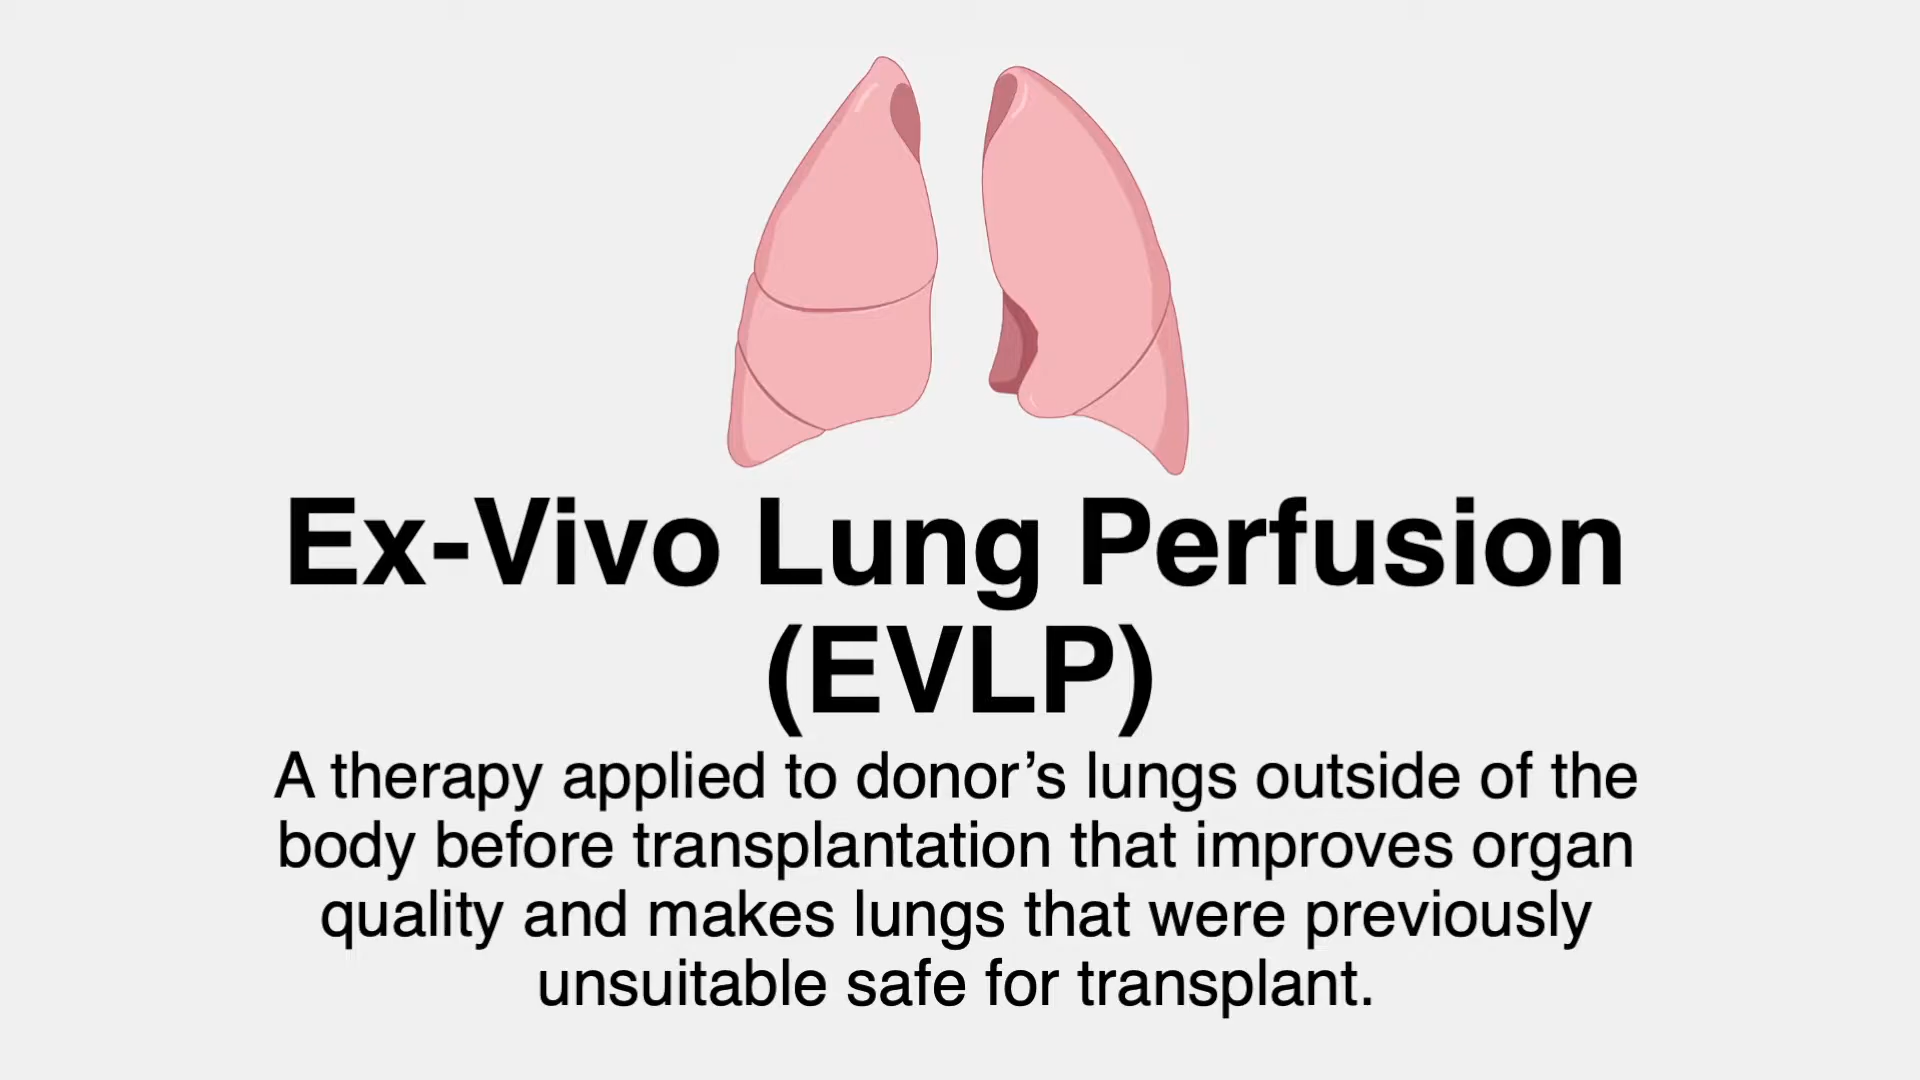 Ex-Vivo Lung Perfusion
(EVLP)
A therapy applied to donor’s lungs outside of the
body before transplantation that improves organ
quality and makes lungs that were previously
unsuitable safe for transplant.